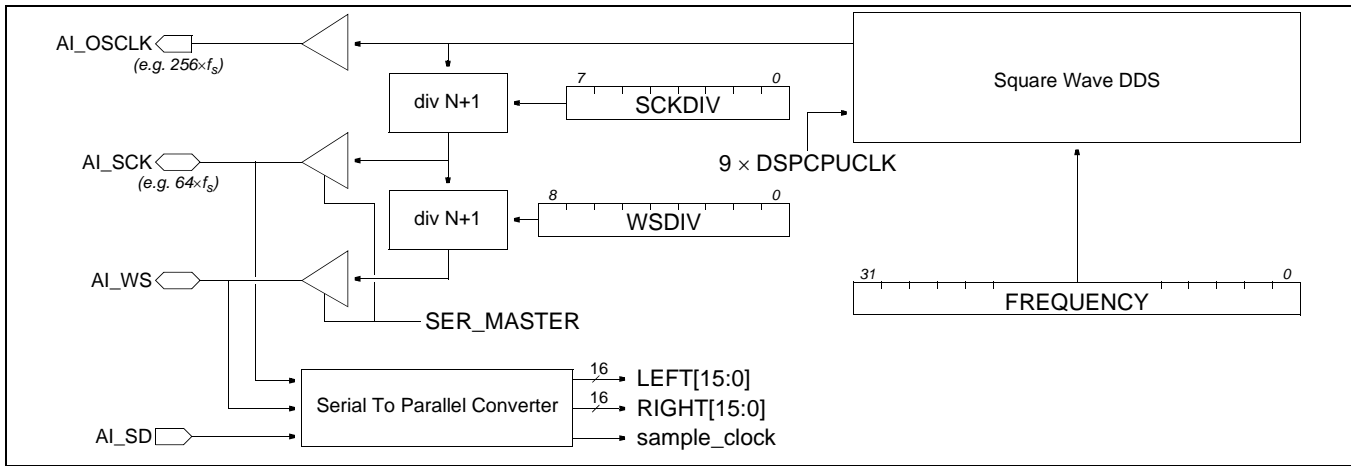 AI_OSCLK
(e.g. 256×fs)
Square Wave DDS
div N+1
7 0
SCKDIV
AI_SCK
(e.g. 64×fs)
9 × DSPCPUCLK
div N+1
8 0
WSDIV
AI_WS
31 0
FREQUENCY
SER_MASTER
16
LEFT[15:0]
Serial To Parallel Converter
16
RIGHT[15:0]
AI_SD
sample_clock